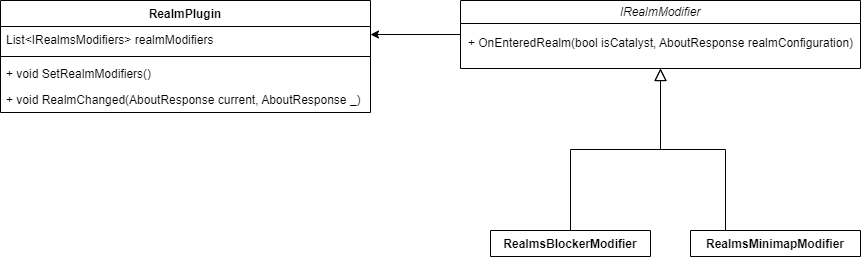 RealmPlugin
List<IRealmsModifiers> realmModifiers
+ void SetRealmModifiers()
+ void RealmChanged(AboutResponse current, AboutResponse _)
IRealmModifier
+ OnEnteredRealm(bool isCatalyst, AboutResponse realmConfiguration)
RealmsBlockerModifier
RealmsMinimapModifier